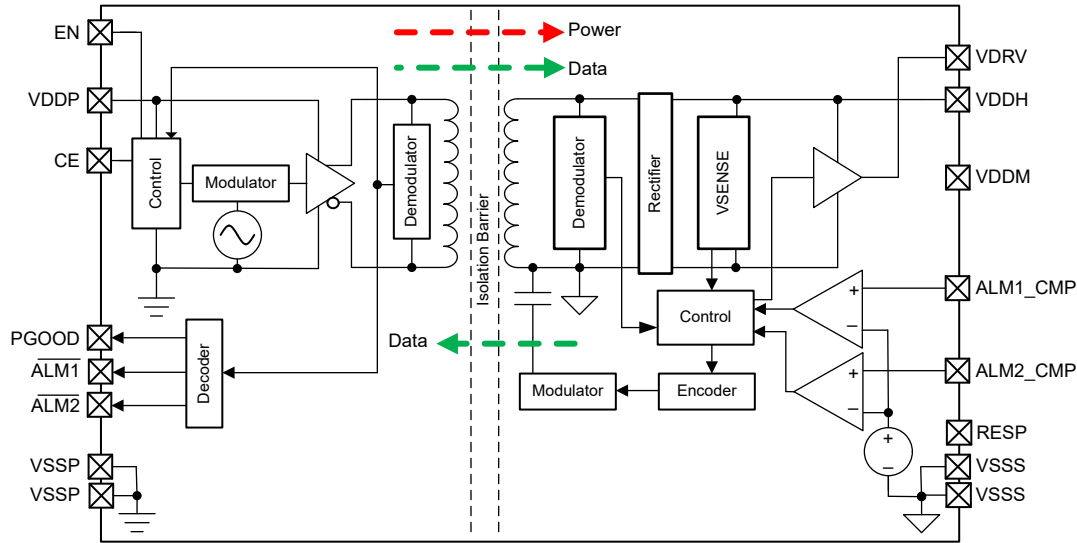 EN
VDDP
CE
Control
Modulator
Demodulator
PGOOD
ALM1
ALM2
Decoder
VSSP
VSSP
Power
Data
Isolation Barrier
Data
Demodulator
Rectifier
VSENSE
Control
Modulator
Encoder
+
−
+
−
+
−
VDRV
VDDH
VDDM
ALM1_CMP
ALM2_CMP
RESP
VSSS
VSSS